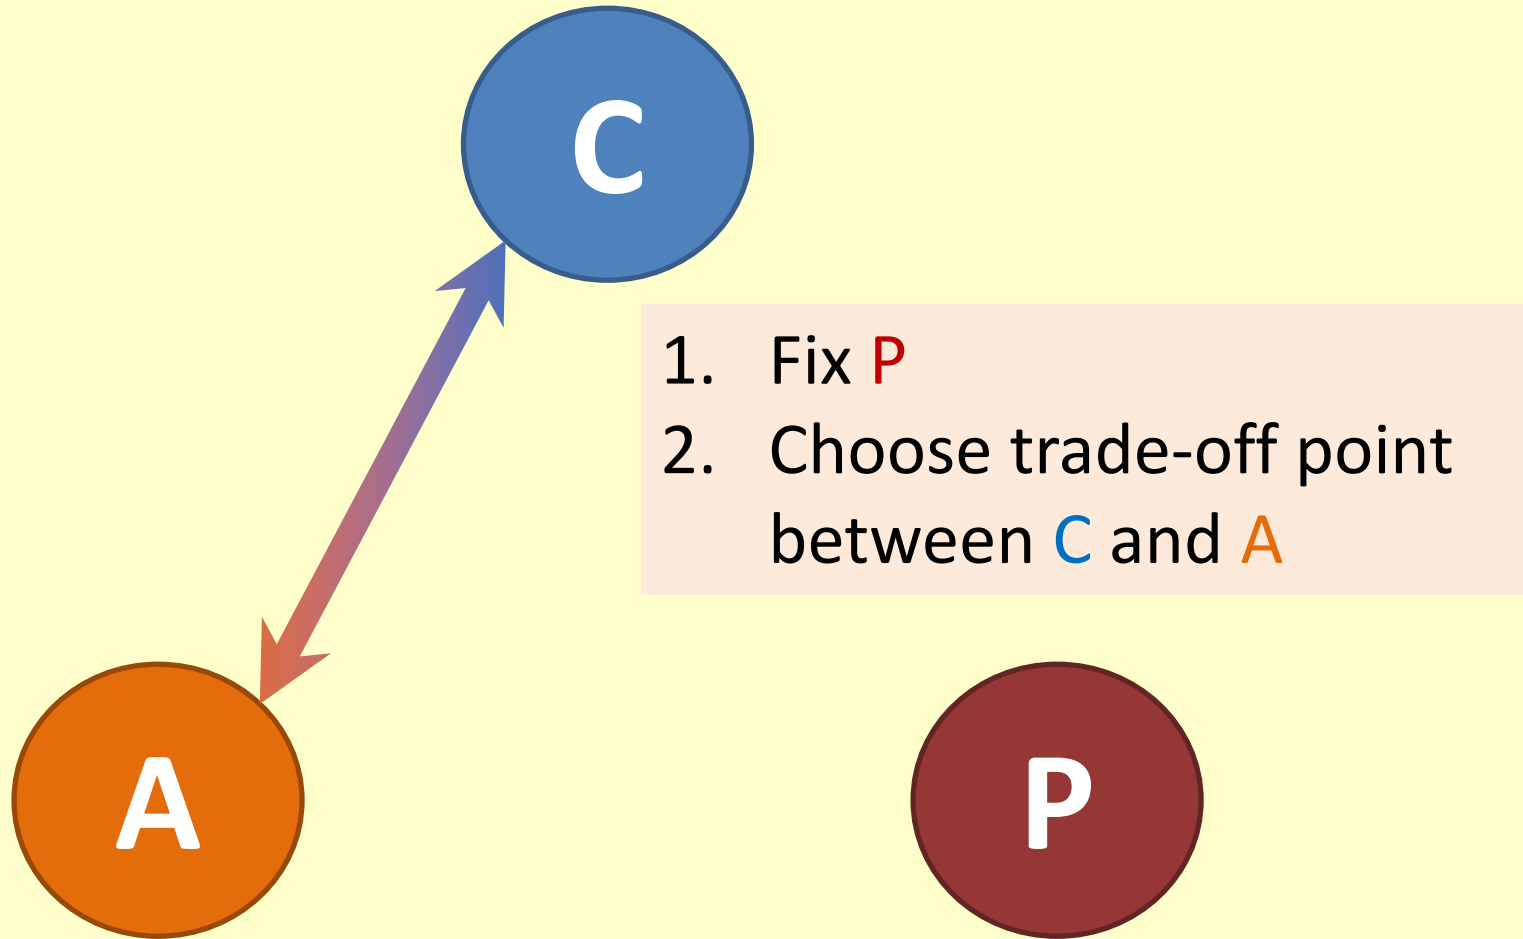 C
1. Fix P
2. Choose trade-off point
between C and A
A
P